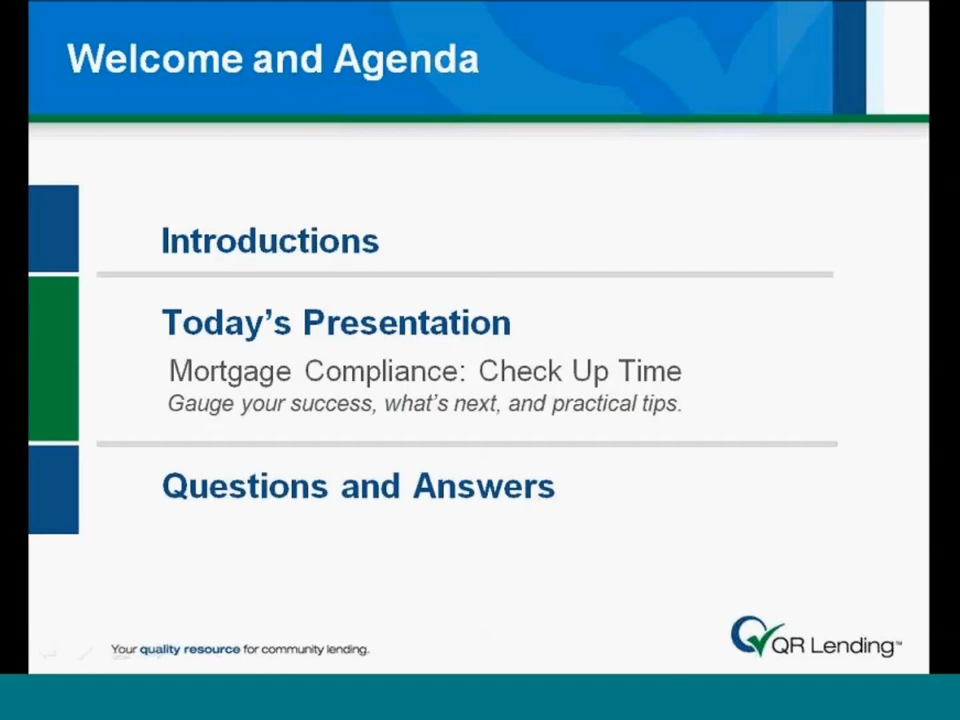 Welcome and Agenda
Introductions
Today's Presentation
Mortgage Compliance: Check Up Time
Gauge your success, what's next, and practical tips.
Questions and Answers
Your quality resource for community lending.
QR Lending™